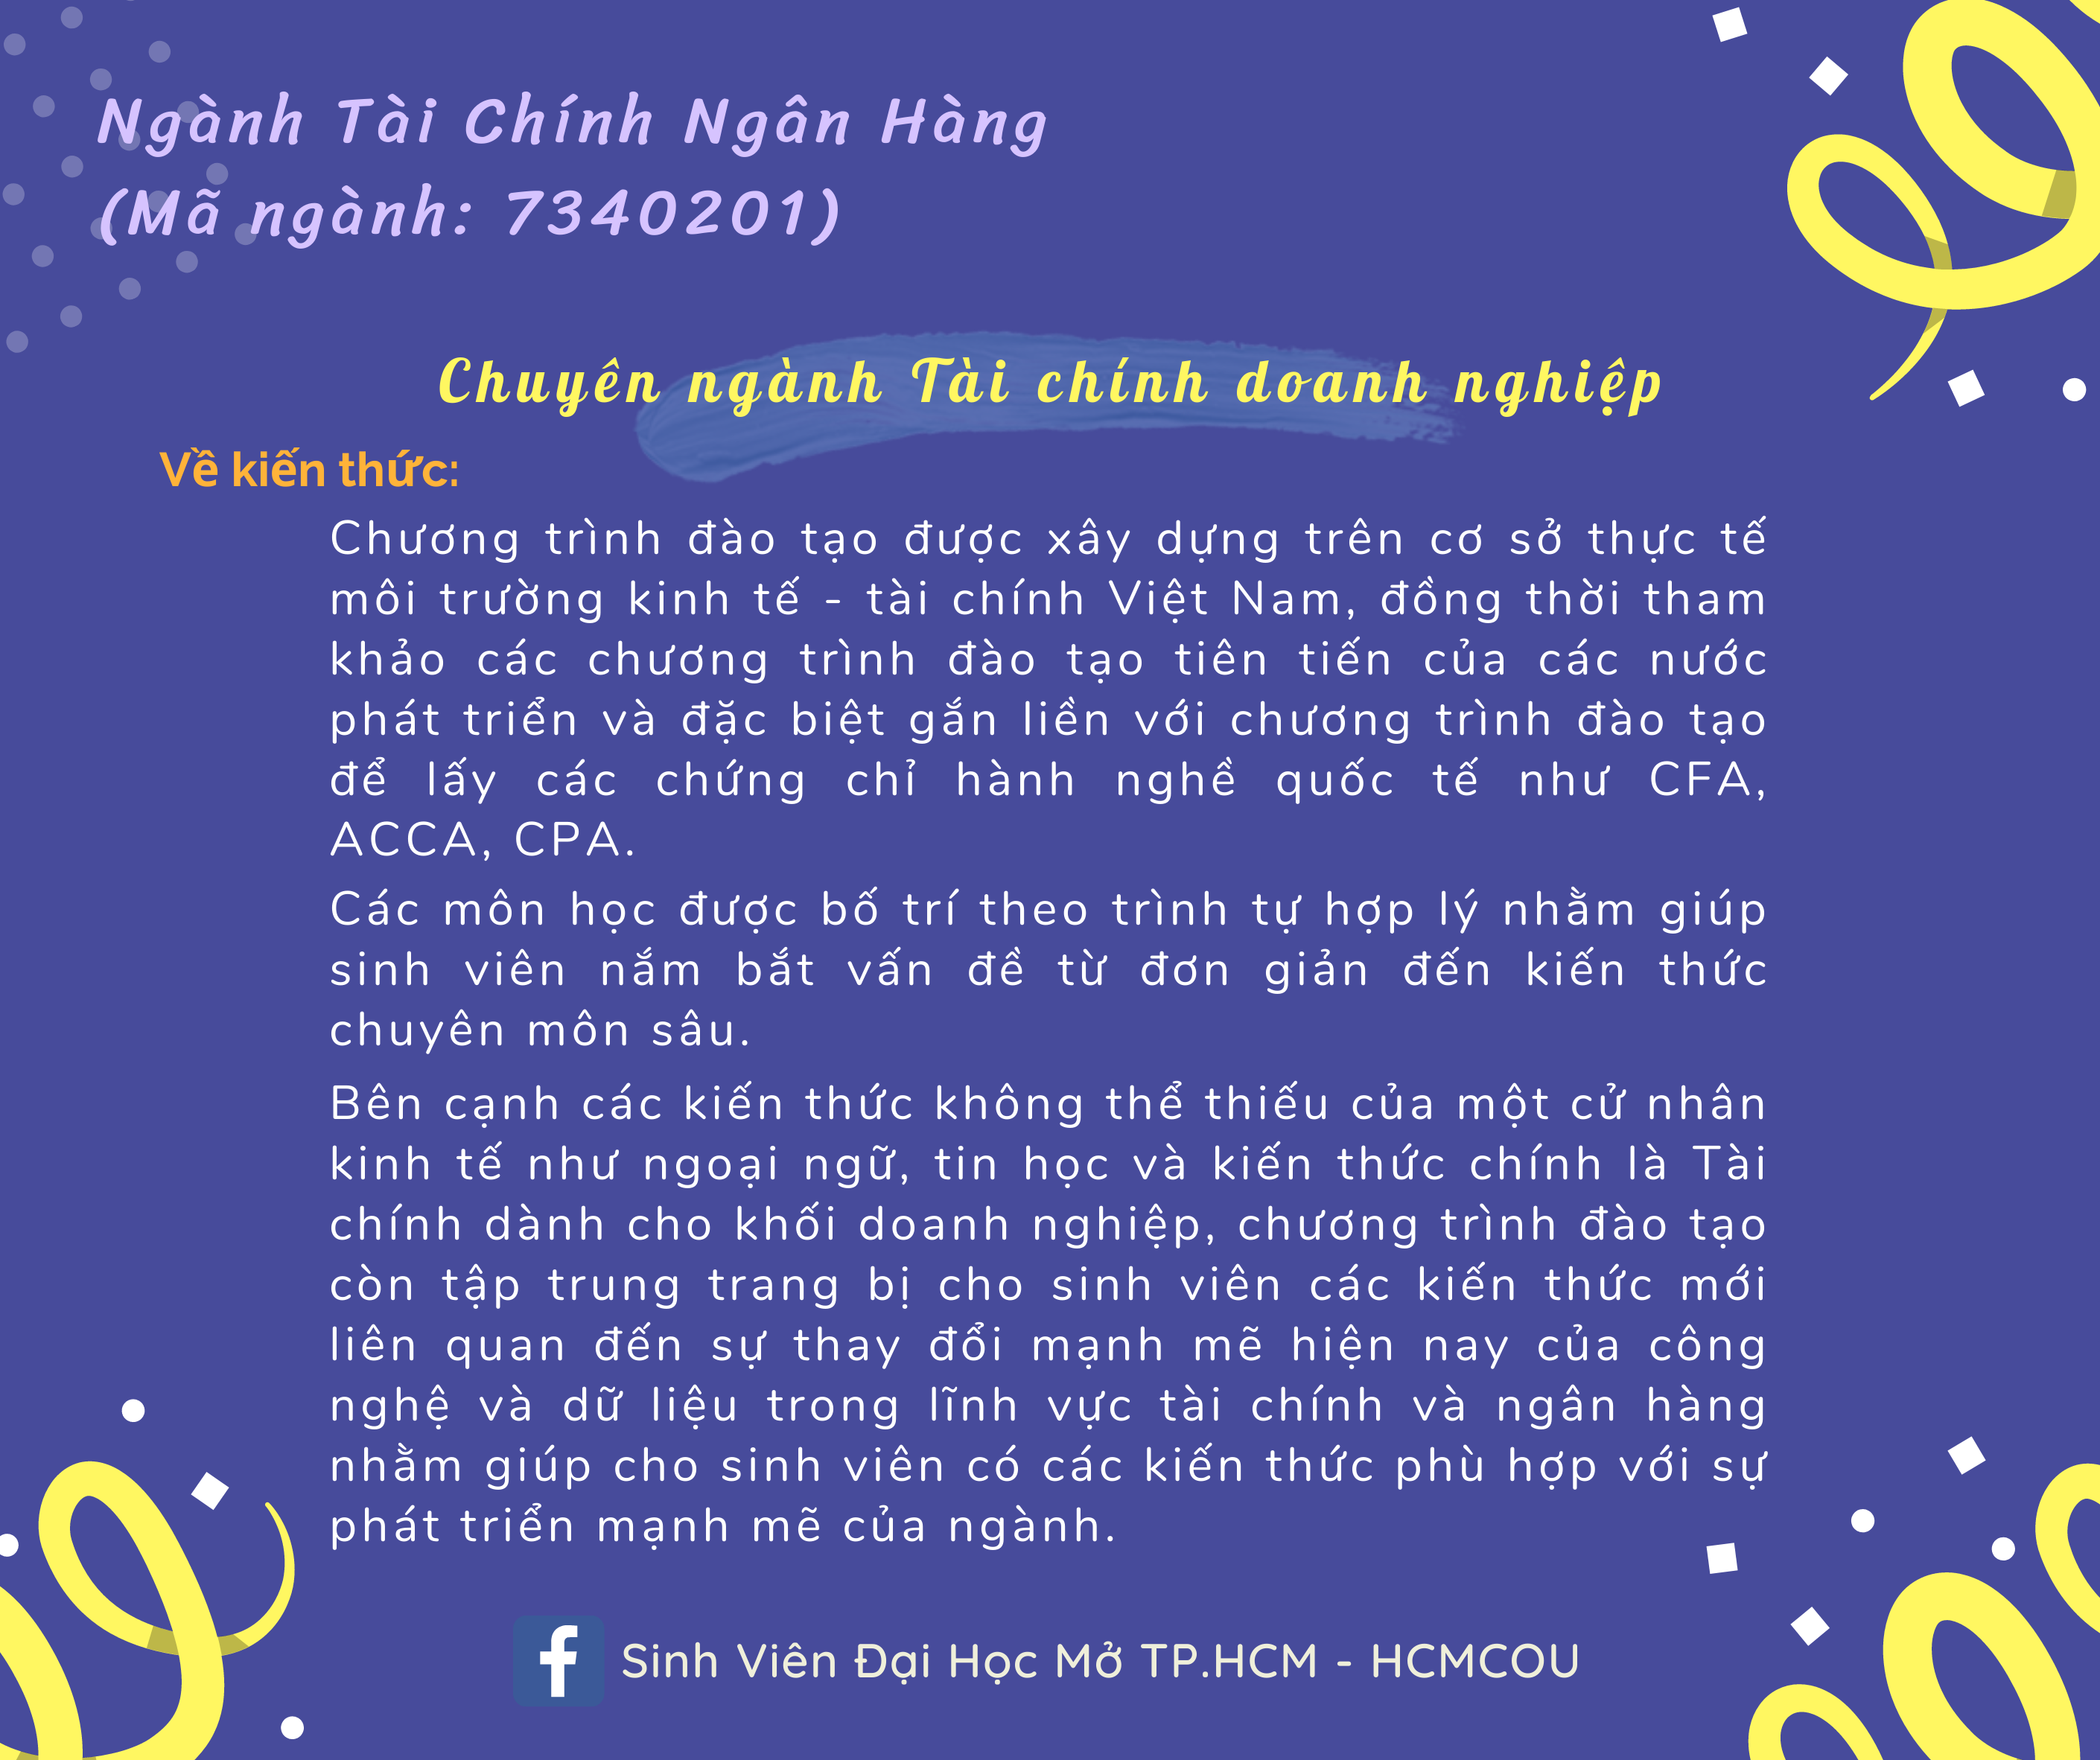 Ngành Tài Chính Ngân Hàng
(Mã ngành: 7340201)
Chuyên ngành Tài chính doanh nghiệp
Về kiến thức:
Chương trình đào tạo được xây dựng trên cơ sở thực tế
môi trường kinh tế - tài chính Việt Nam, đồng thời tham
khảo các chương trình đào tạo tiên tiến của các nước
phát triển và đặc biệt gắn liền với chương trình đào tạo
để lấy các chứng chỉ hành nghề quốc tế như CFA,
ACCA, CPA.
Các môn học được bố trí theo trình tự hợp lý nhằm giúp
sinh viên nắm bắt vấn đề từ đơn giản đến kiến thức
chuyên môn sâu.
Bên cạnh các kiến thức không thể thiếu của một cử nhân
kinh tế như ngoại ngữ, tin học và kiến thức chính là Tài
chính dành cho khối doanh nghiệp, chương trình đào tạo
còn tập trung trang bị cho sinh viên các kiến thức mới
liên quan đến sự thay đổi mạnh mẽ hiện nay của công
nghệ và dữ liệu trong lĩnh vực tài chính và ngân hàng
nhằm giúp cho sinh viên có các kiến thức phù hợp với sự
phát triển mạnh mẽ của ngành.
Sinh Viên Đại Học Mở TP.HCM - HCMCOU